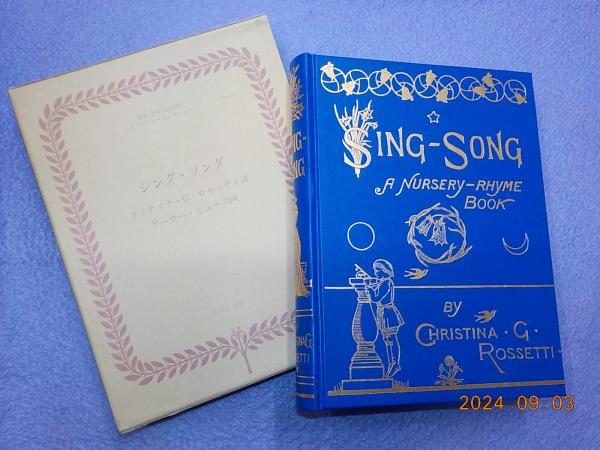 シング・ソング
クリスティナ・G・ロセッティ詩
アーサー・ヒューズ画
SING-
SONG
G
ROSSETTI
SING-SONG
A NURSERY-RHYME
BOOK
BY
CHRISTINA · G ·
ROSSETTI ·
2024 09 03